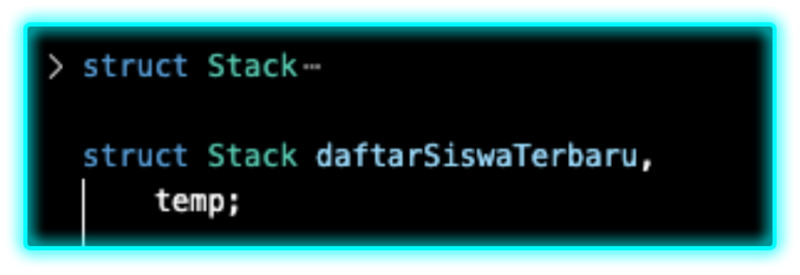 > struct Stack…
struct Stack daftarSiswaTerbaru,
temp;